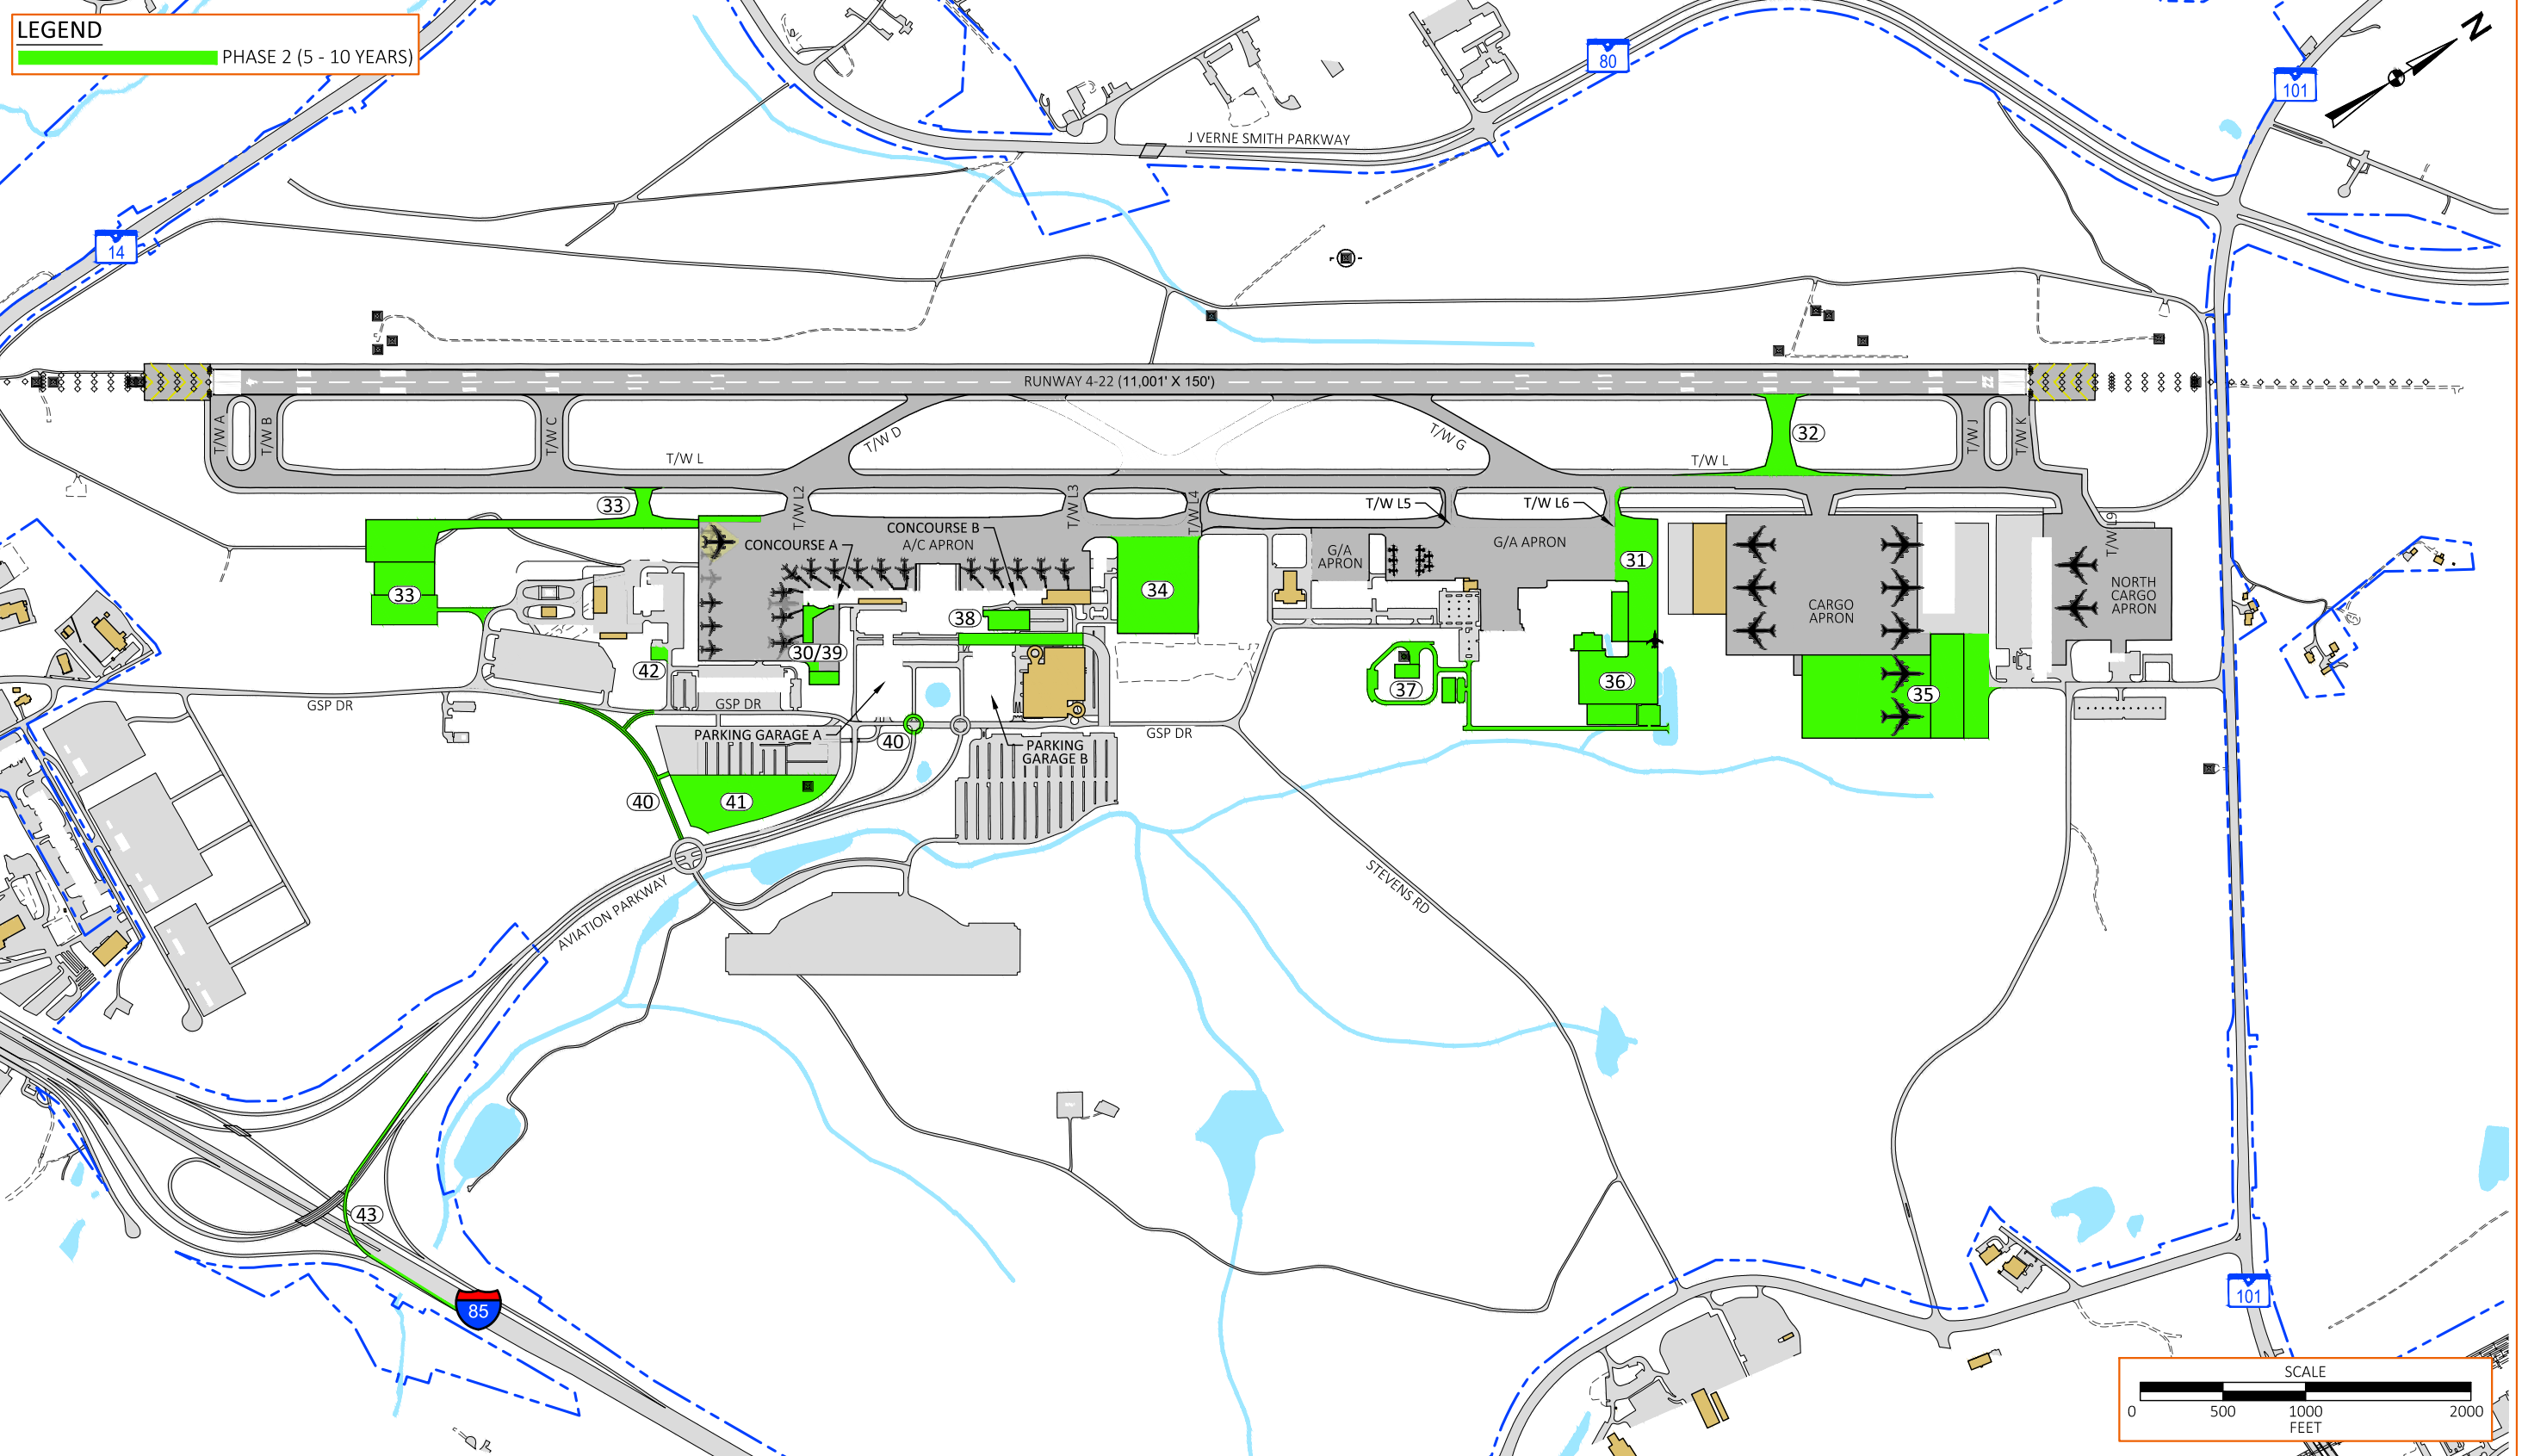 LEGEND
PHASE 2 (5 - 10 YEARS)
N
80
101
14
J VERNE SMITH PARKWAY
RUNWAY 4-22 (11,001' X 150')
22
4
T/W A
T/W B
T/W C
T/W D
T/W G
T/W J
T/W K
T/W L
T/W L
32
33
T/W L2
T/W L3
T/W L4
T/W L5
T/W L6
T/W L9
CONCOURSE B
CONCOURSE A
A/C APRON
G/A
APRON
G/A APRON
31
33
34
CARGO
APRON
NORTH
CARGO
APRON
38
30/39
42
37
36
35
GSP DR
GSP DR
GSP DR
PARKING GARAGE A
40
PARKING
GARAGE B
40
41
AVIATION PARKWAY
STEVENS RD
43
85
101
SCALE
0 500 1000 2000
FEET